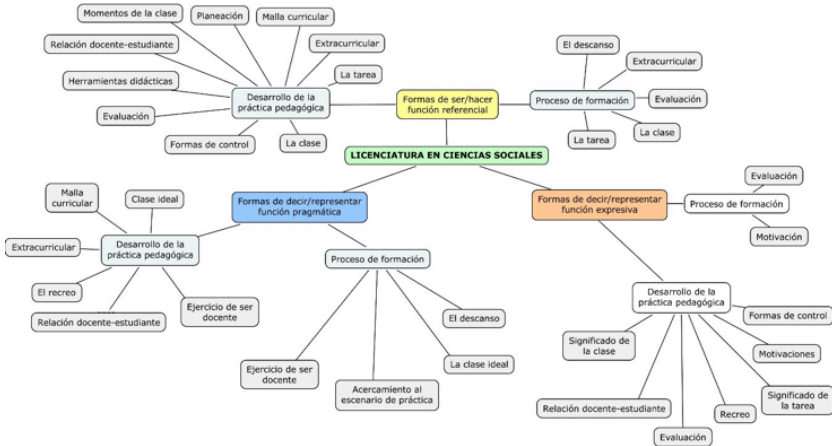 Momentos de la clase
Planeación
Malla curricular
Relación docente-estudiante
Extracurricular
Herramientas didácticas
La tarea
Desarrollo de la
práctica pedagógica
Evaluación
Formas de control
La clase
Formas de ser/hacer
función referencial
El descanso
Extracurricular
Proceso de formación
Evaluación
La tarea
La clase
LICENCIATURA EN CIENCIAS SOCIALES
Formas de decir/representar
función pragmática
Malla
curricular
Clase ideal
Desarrollo de la
práctica pedagógica
Extracurricular
El recreo
Relación docente-estudiante
Ejercicio de ser
docente
Proceso de formación
El descanso
La clase ideal
Ejercicio de ser
docente
Acercamiento al
escenario de práctica
Formas de decir/representar
función expresiva
Evaluación
Proceso de formación
Motivación
Desarrollo de la
práctica pedagógica
Formas de control
Significado de
la clase
Motivaciones
Significado de
la tarea
Relación docente-estudiante
Recreo
Evaluación